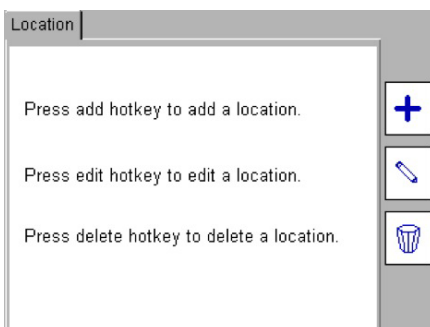 Location
Press add hotkey to add a location.
Press edit hotkey to edit a location.
Press delete hotkey to delete a location.